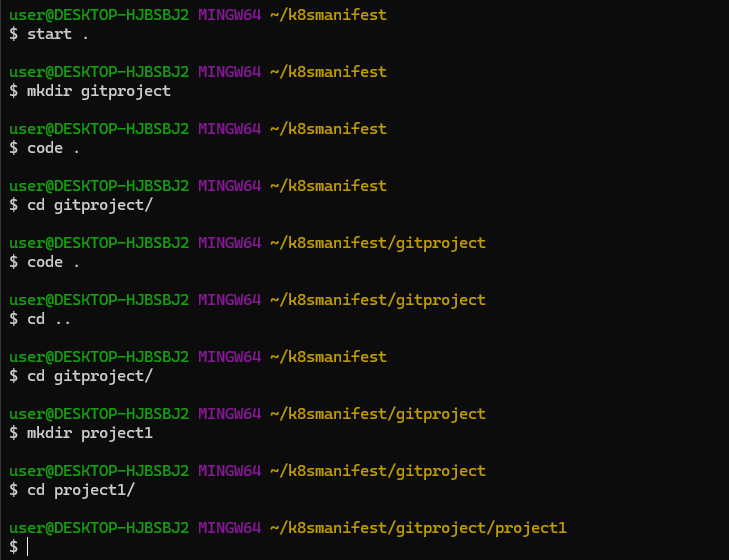 user@DESKTOP-HJBSBJ2 MINGW64 ~/k8smanifest
$ start .
user@DESKTOP-HJBSBJ2 MINGW64 ~/k8smanifest
$ mkdir gitproject
user@DESKTOP-HJBSBJ2 MINGW64 ~/k8smanifest
$ code .
user@DESKTOP-HJBSBJ2 MINGW64 ~/k8smanifest
$ cd gitproject/
user@DESKTOP-HJBSBJ2 MINGW64 ~/k8smanifest/gitproject
$ code .
user@DESKTOP-HJBSBJ2 MINGW64 ~/k8smanifest/gitproject
$ cd ..
user@DESKTOP-HJBSBJ2 MINGW64 ~/k8smanifest
$ cd gitproject/
user@DESKTOP-HJBSBJ2 MINGW64 ~/k8smanifest/gitproject
$ mkdir project1
user@DESKTOP-HJBSBJ2 MINGW64 ~/k8smanifest/gitproject
$ cd project1/
user@DESKTOP-HJBSBJ2 MINGW64 ~/k8smanifest/gitproject/project1
$